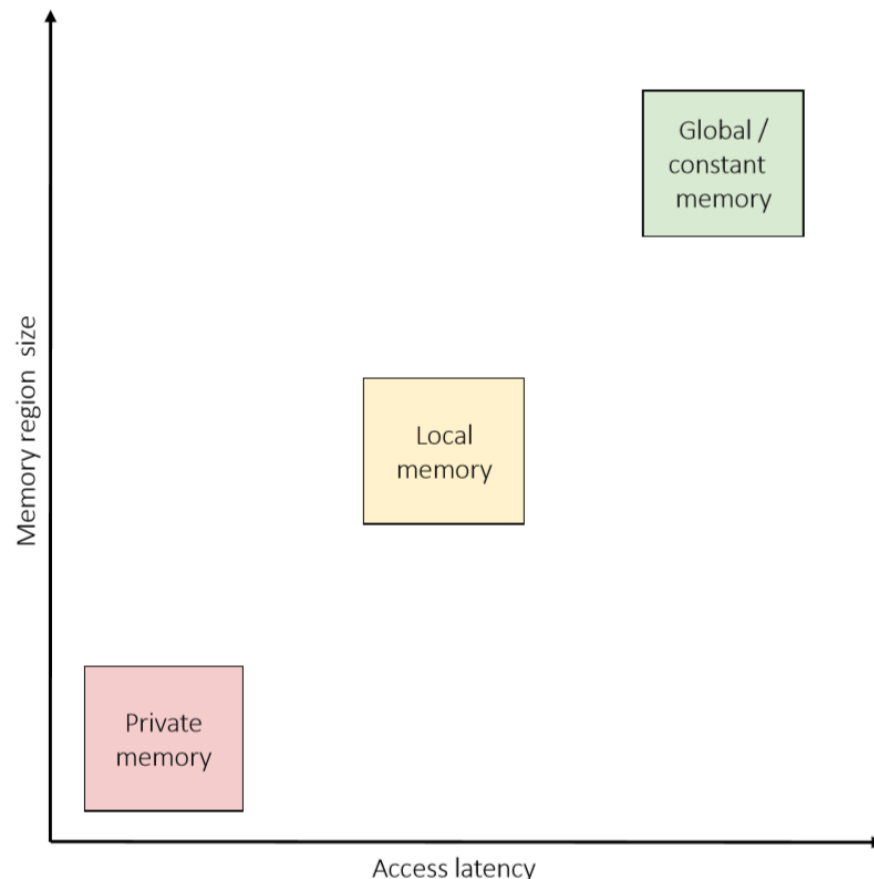 Global /
constant
memory
Memory region size
Local
memory
Private
memory
Access latency